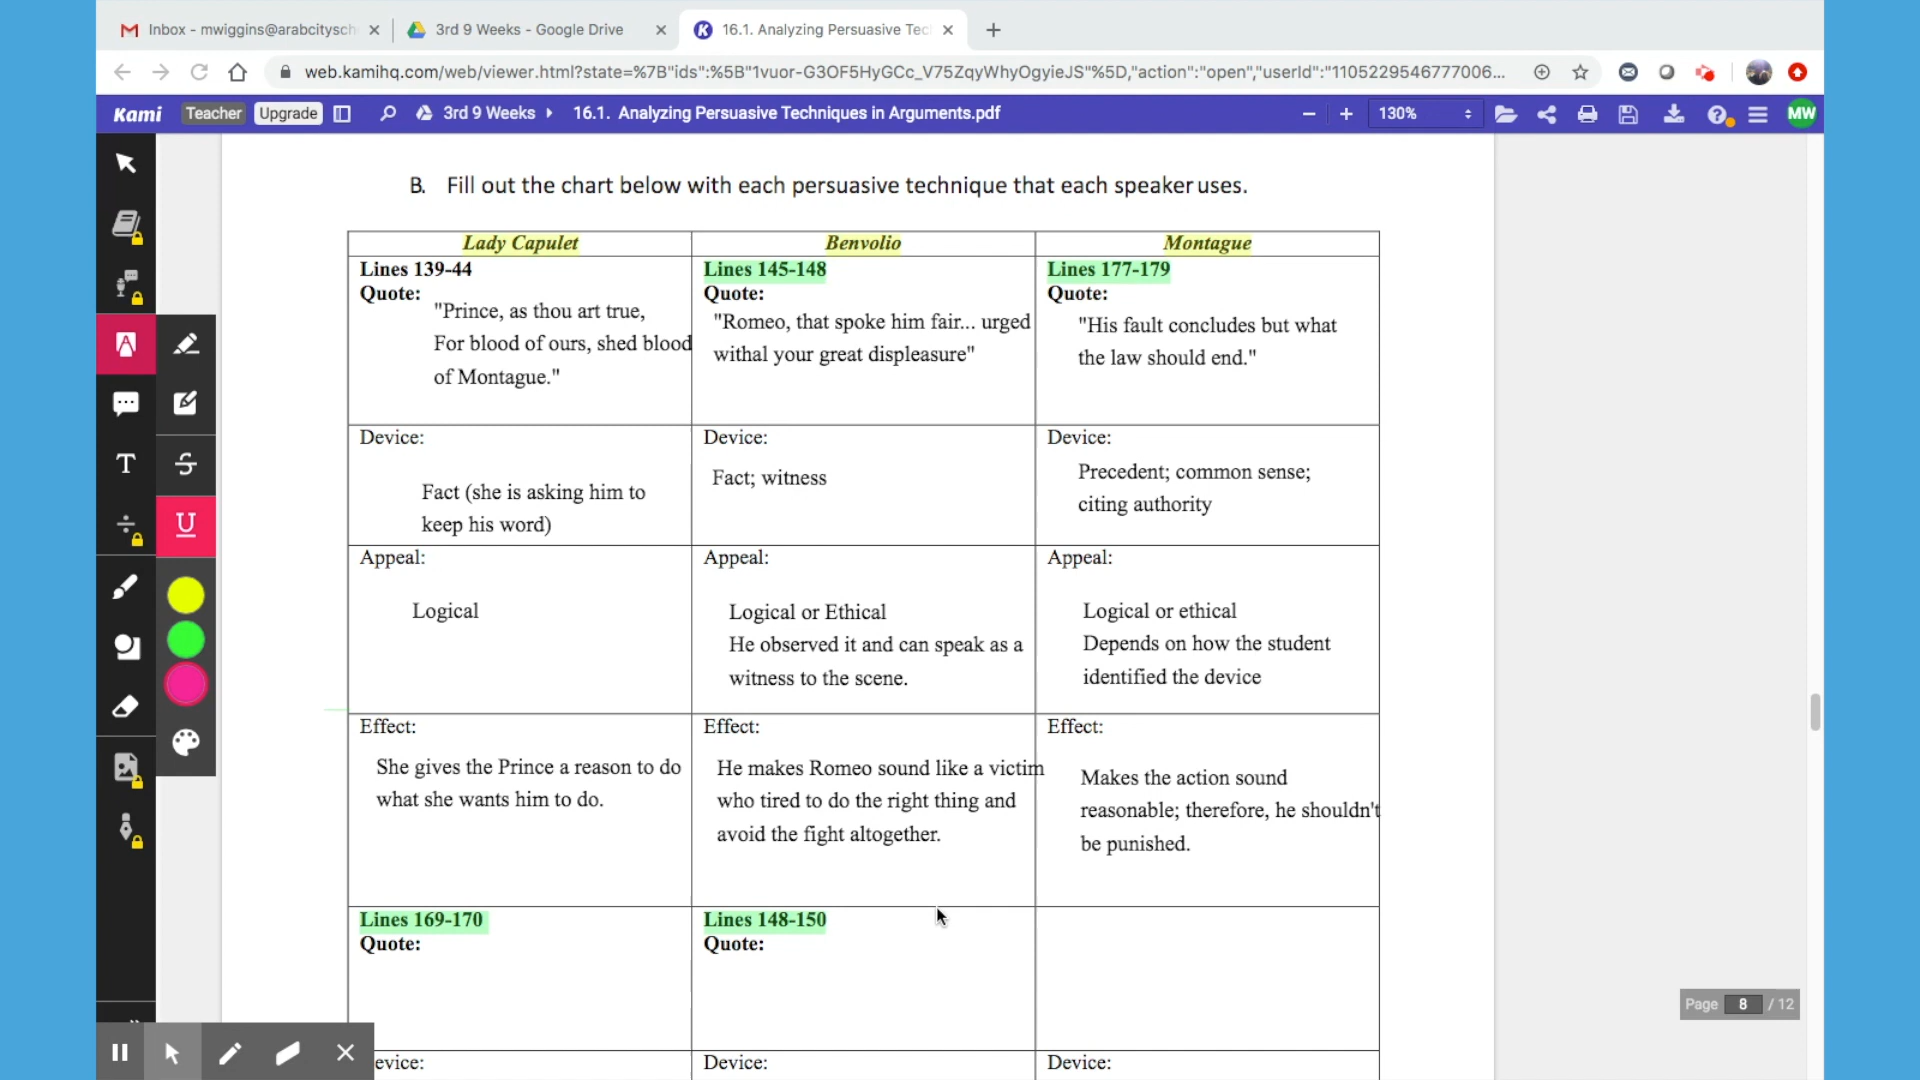 Inbox - mwiggins@arabcitysch
3rd 9 Weeks - Google Drive
16.1. Analyzing Persuasive Tec
web.kamihq.com/web/viewer.html?state=%7B"ids":%5B"1vuor-G3OF5HyGCc_V75ZqyWhyOgyieJS"%5D,"action":"open","userId":"1105229546777006...
Kami Teacher Upgrade 3rd 9 Weeks 16.1. Analyzing Persuasive Techniques in Arguments.pdf 130% MW
B. Fill out the chart below with each persuasive technique that each speaker uses.
Lady Capulet
Lines 139-44
Quote:
"Prince, as thou art true,
For blood of ours, shed blood
of Montague."
Device:
Fact (she is asking him to
keep his word)
Appeal:
Logical
Effect:
She gives the Prince a reason to do
what she wants him to do.
Lines 169-170
Quote:
evice:
Benvolio
Lines 145-148
Quote:
"Romeo, that spoke him fair... urged
withal your great displeasure"
Device:
Fact; witness
Appeal:
Logical or Ethical
He observed it and can speak as a
witness to the scene.
Effect:
He makes Romeo sound like a victim
who tired to do the right thing and
avoid the fight altogether.
Lines 148-150
Quote:
Device:
Montague
Lines 177-179
Quote:
"His fault concludes but what
the law should end."
Device:
Precedent; common sense;
citing authority
Appeal:
Logical or ethical
Depends on how the student
identified the device
Effect:
Makes the action sound
reasonable; therefore, he shouldn't
be punished.
Device:
Page 8 / 12